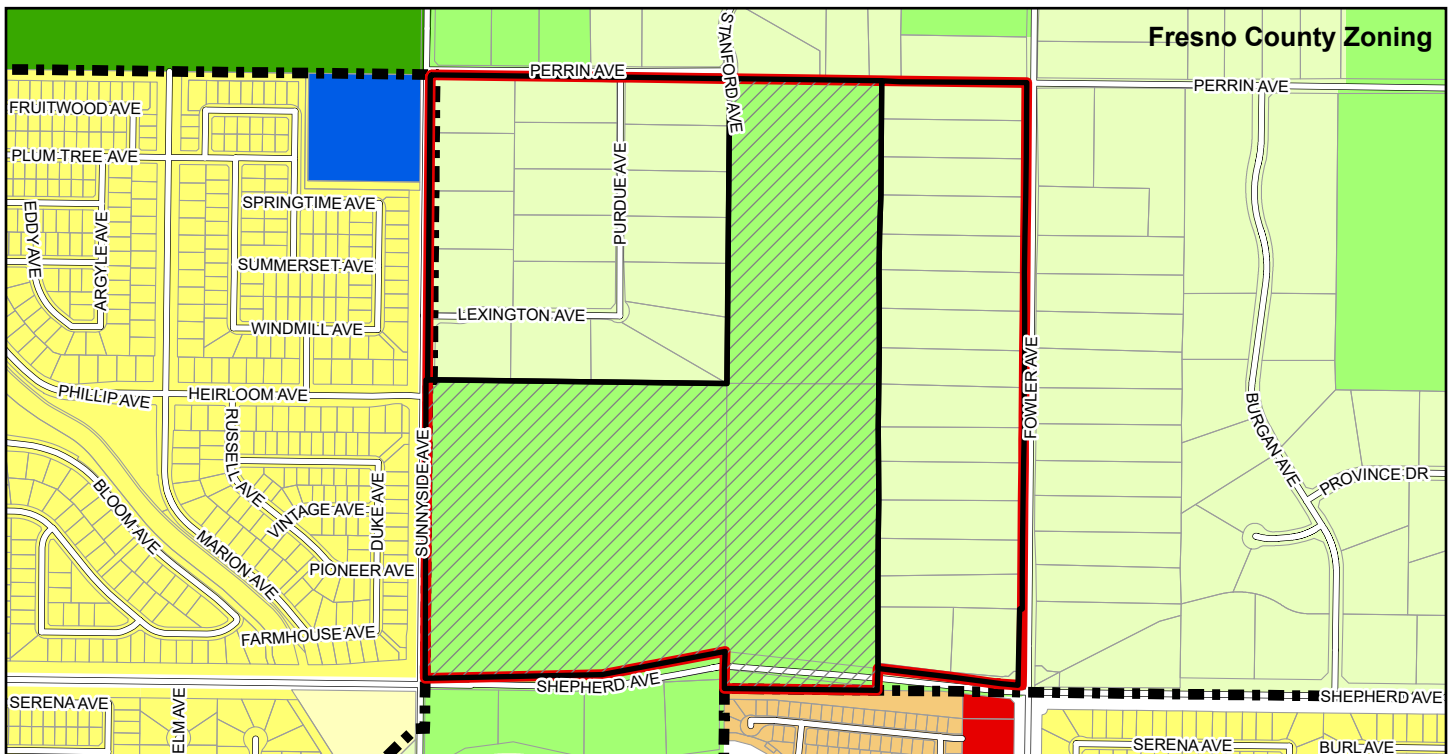 Fresno County Zoning
STANFORD AVE
PERRIN AVE
PERRIN AVE
FRUITWOOD AVE
PLUM TREE AVE
EDDY AVE
ARGYLE AVE
SPRINGTIME AVE
SUMMERSET AVE
WINDMILL AVE
PURDUE AVE
LEXINGTON AVE
PHILLIP AVE
HEIRLOOM AVE
RUSSELL AVE
SUNNYSIDE AVE
FOWLER AVE
BURGAN AVE
PROVINCE DR
BLOOM AVE
VINTAGE AVE
DUKE AVE
MARION AVE
PIONEER AVE
FARMHOUSE AVE
SHEPHERD AVE
SHEPHERD AVE
SERENA AVE
ELM AVE
SERENA AVE
BURL AVE